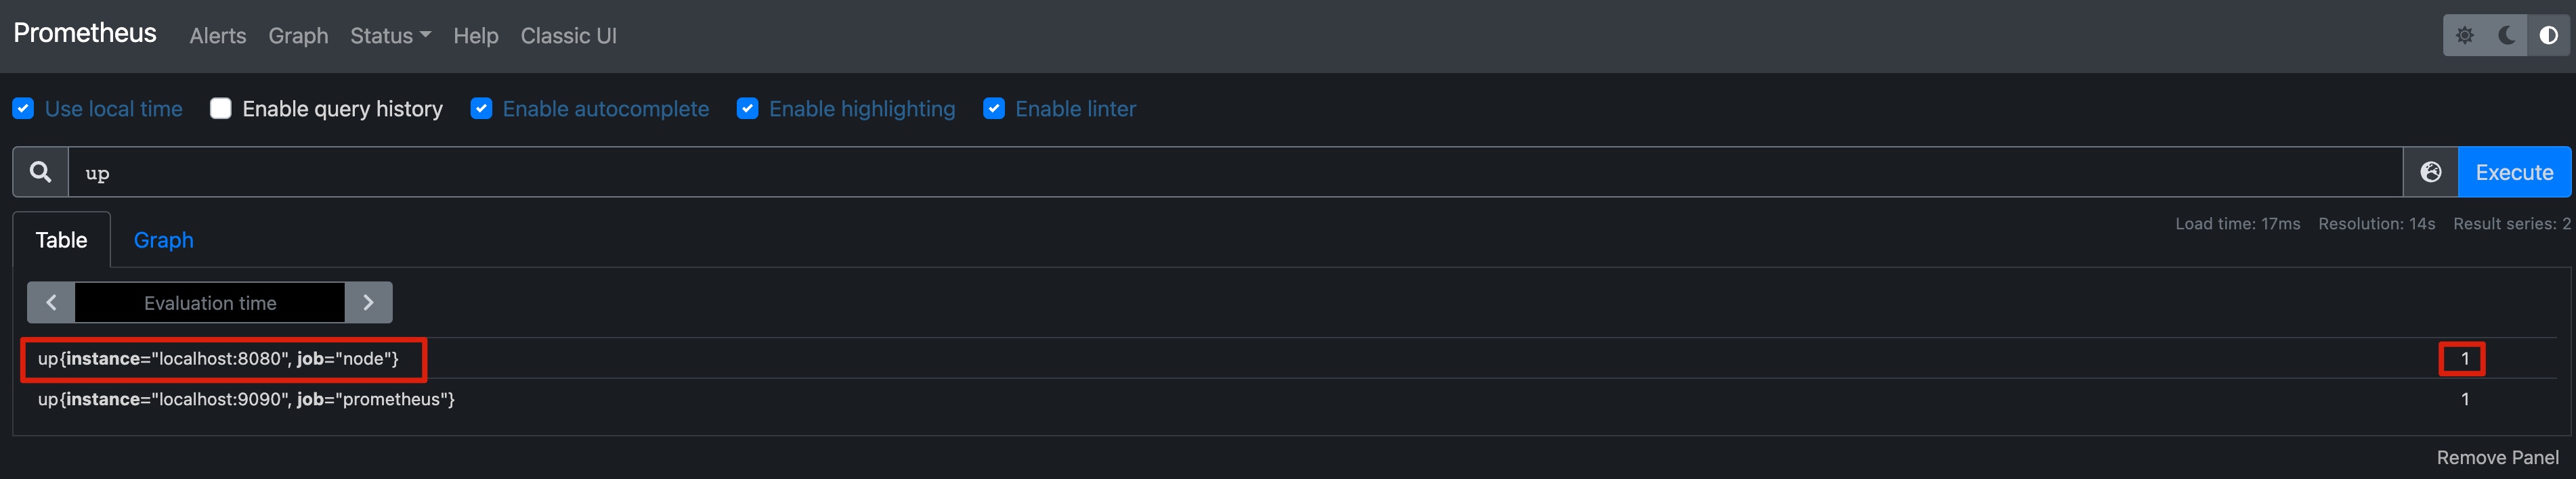 Prometheus Alerts Graph Status Help Classic UI
Use local time Enable query history Enable autocomplete Enable highlighting Enable linter
up Execute
Table Graph Load time: 17ms Resolution: 14s Result series: 2
Evaluation time
up{instance="localhost:8080", job="node"} 1
up{instance="localhost:9090", job="prometheus"} 1
Remove Panel